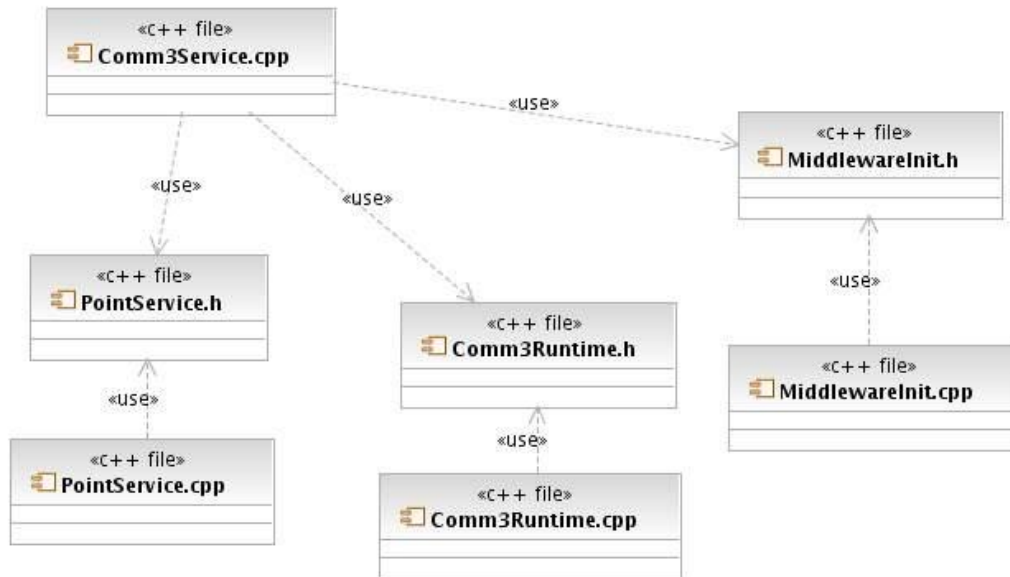 «c++ file»
Comm3Service.cpp
«use»
«c++ file»
MiddlewareInit.h
«use»
«use»
«c++ file»
PointService.h
«use»
«c++ file»
Comm3Runtime.h
«c++ file»
MiddlewareInit.cpp
«use»
«use»
«c++ file»
PointService.cpp
«c++ file»
Comm3Runtime.cpp